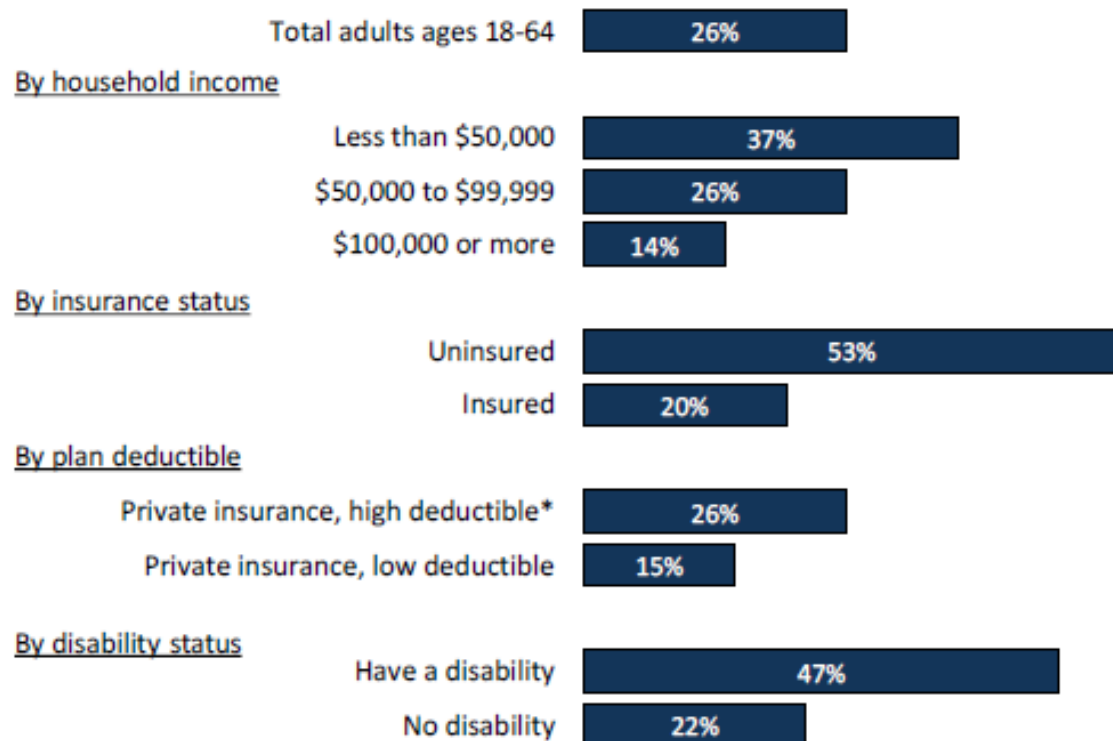 Total adults ages 18-64 26%
By household income
Less than $50,000 37%
$50,000 to $99,999 26%
$100,000 or more 14%
By insurance status
Uninsured 53%
Insured 20%
By plan deductible
Private insurance, high deductible* 26%
Private insurance, low deductible 15%
By disability status
Have a disability 47%
No disability 22%